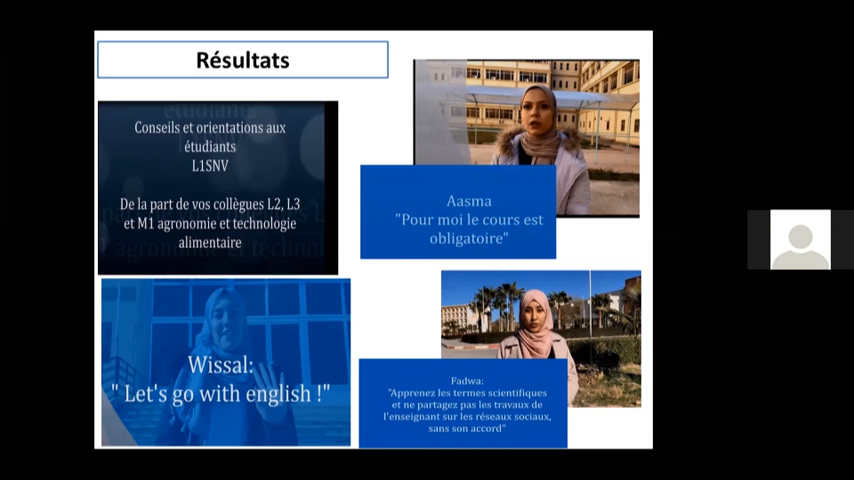 Résultats
Conseils et orientations aux
étudiants
L1SNV
De la part de vos collègues L2, L3
et M1 agronomie et technologie
alimentaire
Aasma
"Pour moi le cours est
obligatoire"
Wissal:
" Let's go with english !"
Fadwa:
"Apprenez les termes scientifiques
et ne partagez pas les travaux de
l'enseignant sur les réseaux sociaux,
sans son accord"